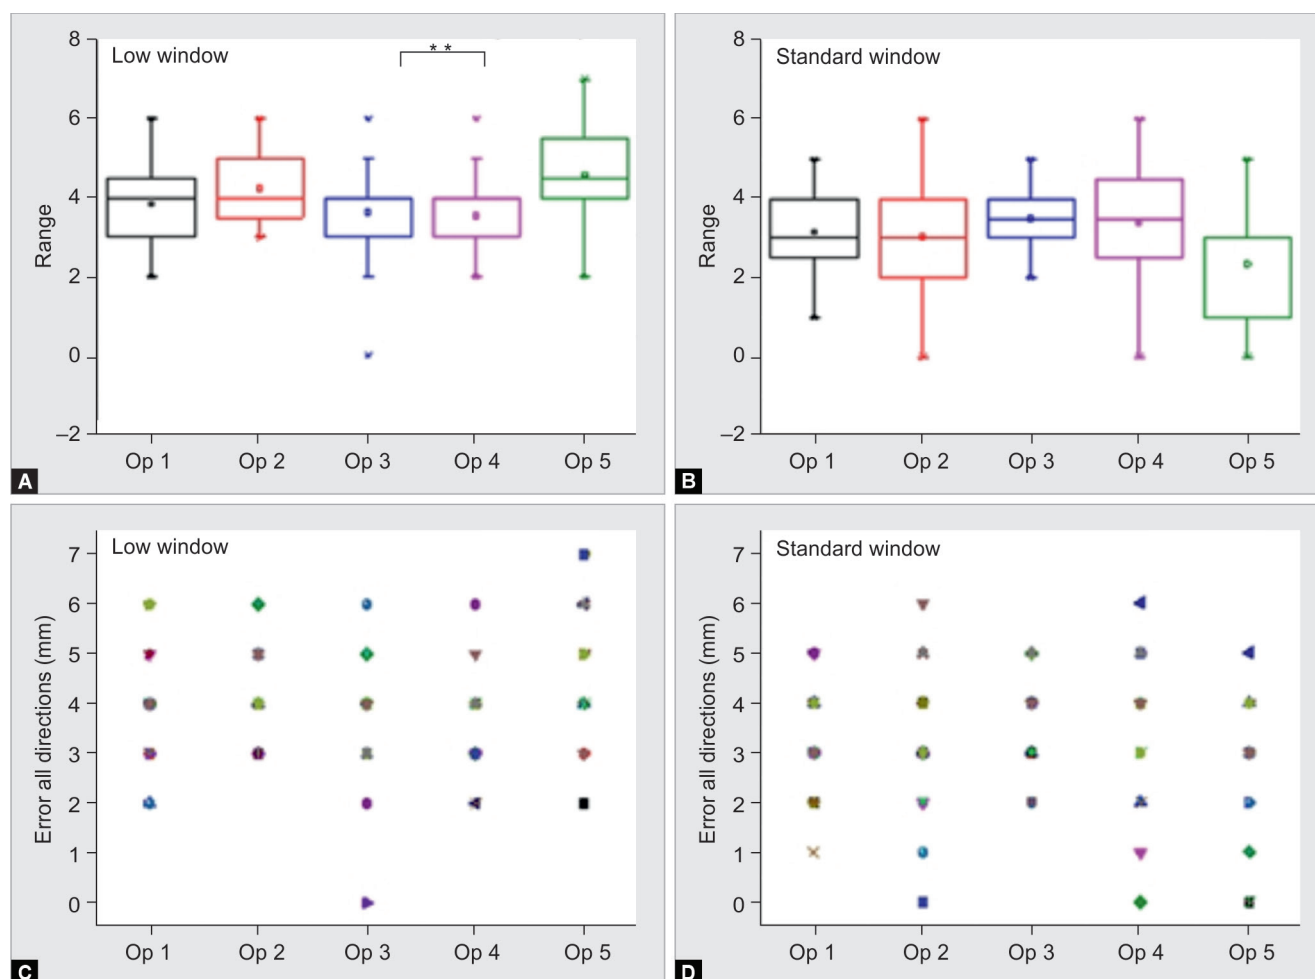 8
Low window
**
6
4
2
0
–2
Range
Op 1 Op 2 Op 3 Op 4 Op 5
A
8
Standard window
6
4
2
0
–2
Range
Op 1 Op 2 Op 3 Op 4 Op 5
B
Low window
7
6
5
4
3
2
1
0
Error all directions (mm)
Op 1 Op 2 Op 3 Op 4 Op 5
C
Standard window
7
6
5
4
3
2
1
0
Error all directions (mm)
Op 1 Op 2 Op 3 Op 4 Op 5
D